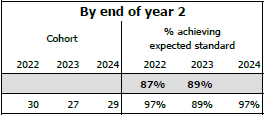 By end of year 2
Cohort % achieving expected standard
2022 2023 2024 2022 2023 2024
87% 89%
30 27 29 97% 89% 97%